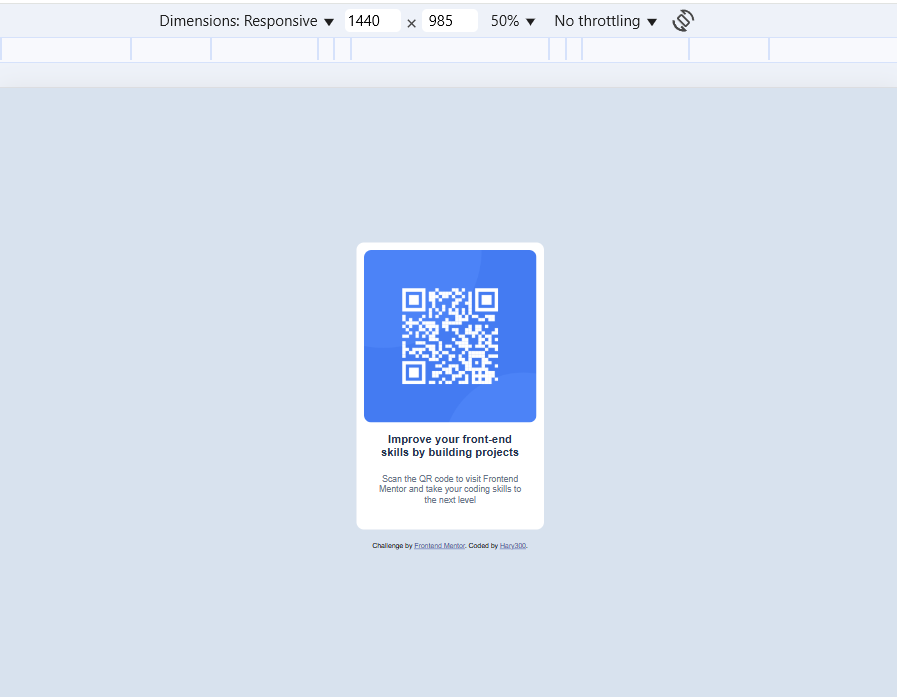 Dimensions: Responsive ▼ 1440 × 985 50% ▼ No throttling ▼
Improve your front-end
skills by building projects
Scan the QR code to visit Frontend
Mentor and take your coding skills to
the next level
Challenge by Frontend Mentor. Coded by Hary300.